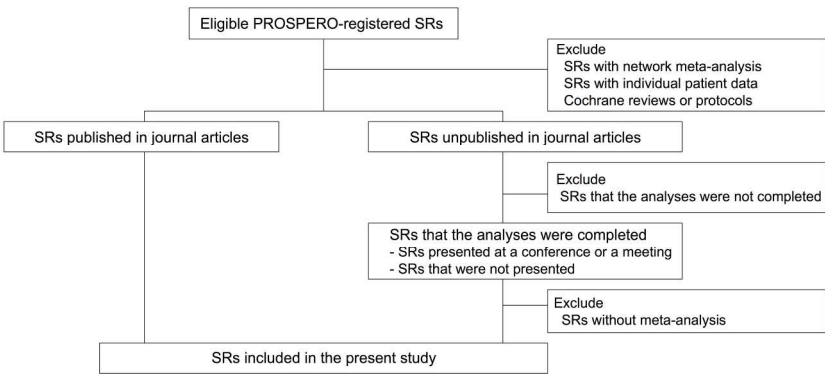 Eligible PROSPERO-registered SRs
Exclude
SRs with network meta-analysis
SRs with individual patient data
Cochrane reviews or protocols
SRs published in journal articles
SRs unpublished in journal articles
Exclude
SRs that the analyses were not completed
SRs that the analyses were completed
- SRs presented at a conference or a meeting
- SRs that were not presented
Exclude
SRs without meta-analysis
SRs included in the present study